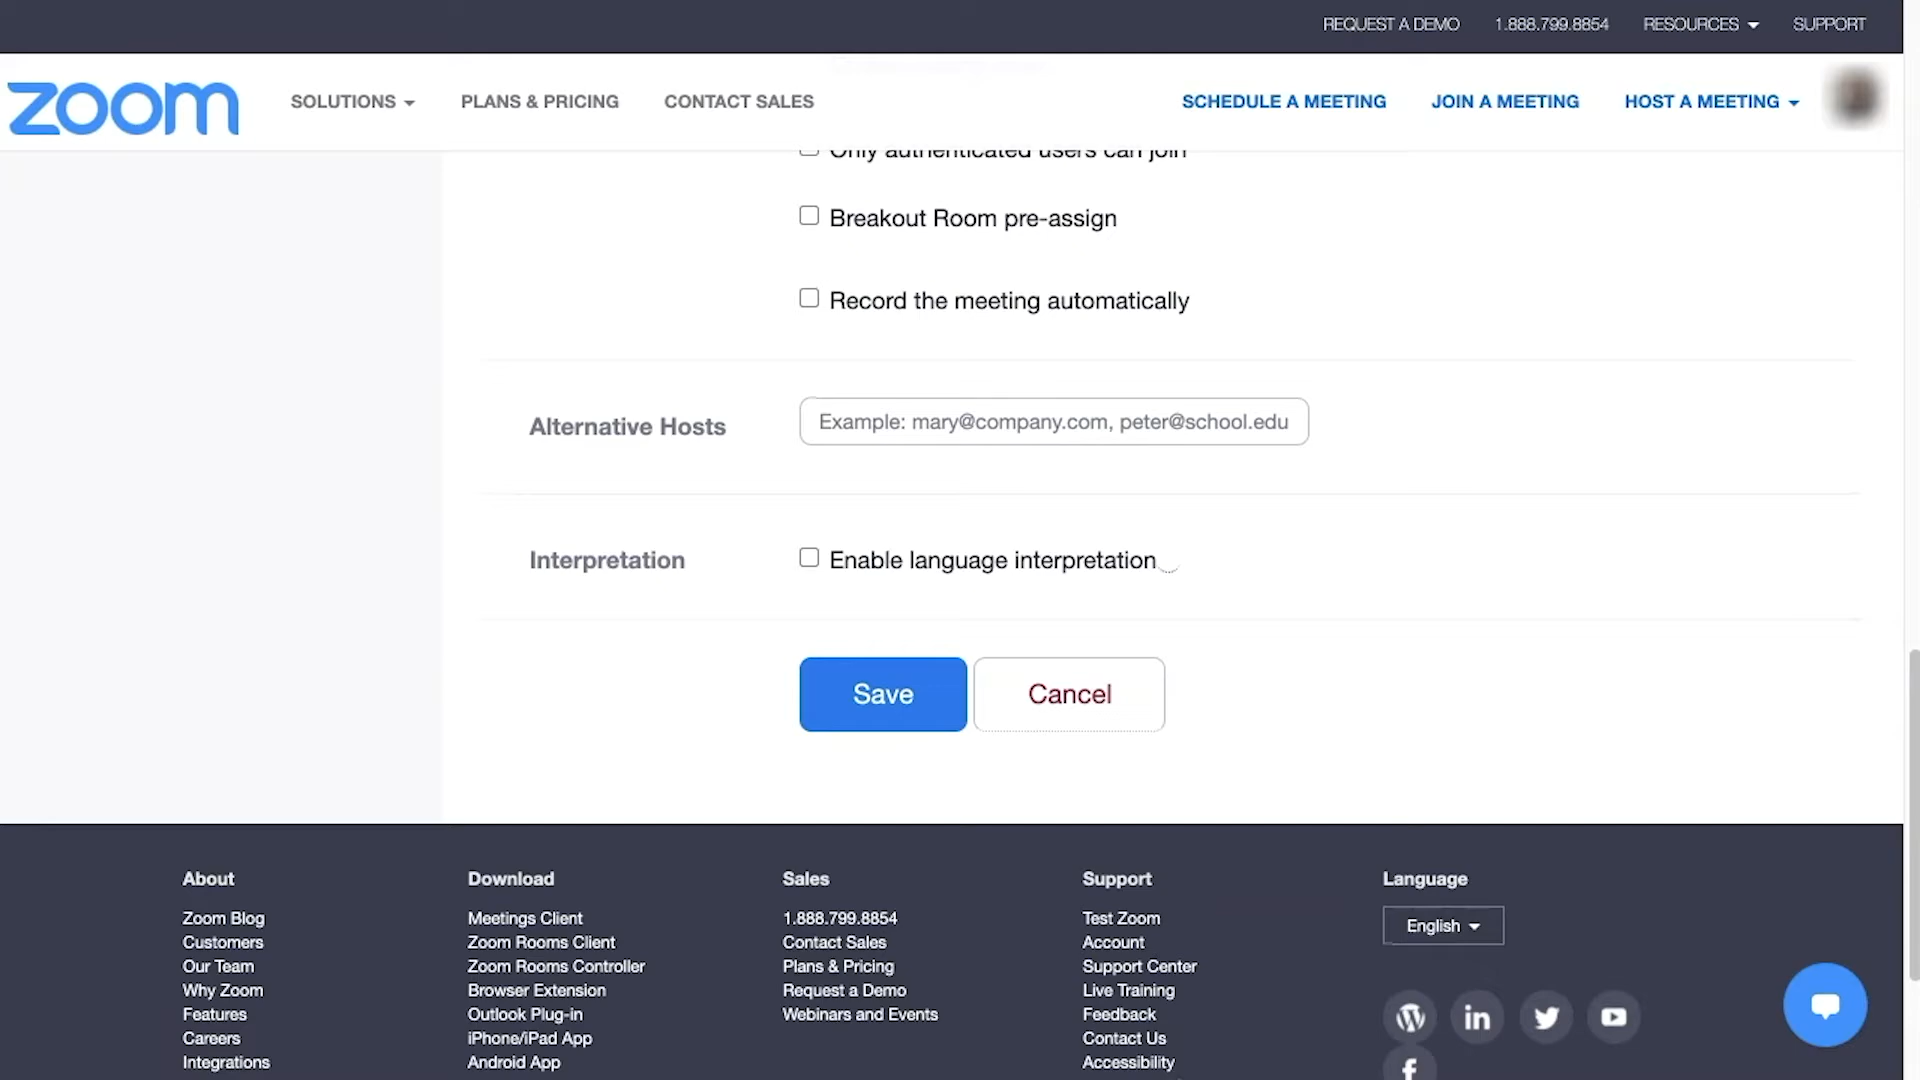 REQUEST A DEMO 1.888.799.8854 RESOURCES SUPPORT
zoom SOLUTIONS PLANS & PRICING CONTACT SALES SCHEDULE A MEETING JOIN A MEETING HOST A MEETING
Only authenticated users can join
Breakout Room pre-assign
Record the meeting automatically
Alternative Hosts Example: mary@company.com, peter@school.edu
Interpretation Enable language interpretation
Save Cancel
About
Zoom Blog
Customers
Our Team
Why Zoom
Features
Careers
Integrations
Download
Meetings Client
Zoom Rooms Client
Zoom Rooms Controller
Browser Extension
Outlook Plug-in
iPhone/iPad App
Android App
Sales
1.888.799.8854
Contact Sales
Plans & Pricing
Request a Demo
Webinars and Events
Support
Test Zoom
Account
Support Center
Live Training
Feedback
Contact Us
Accessibility
Language
English